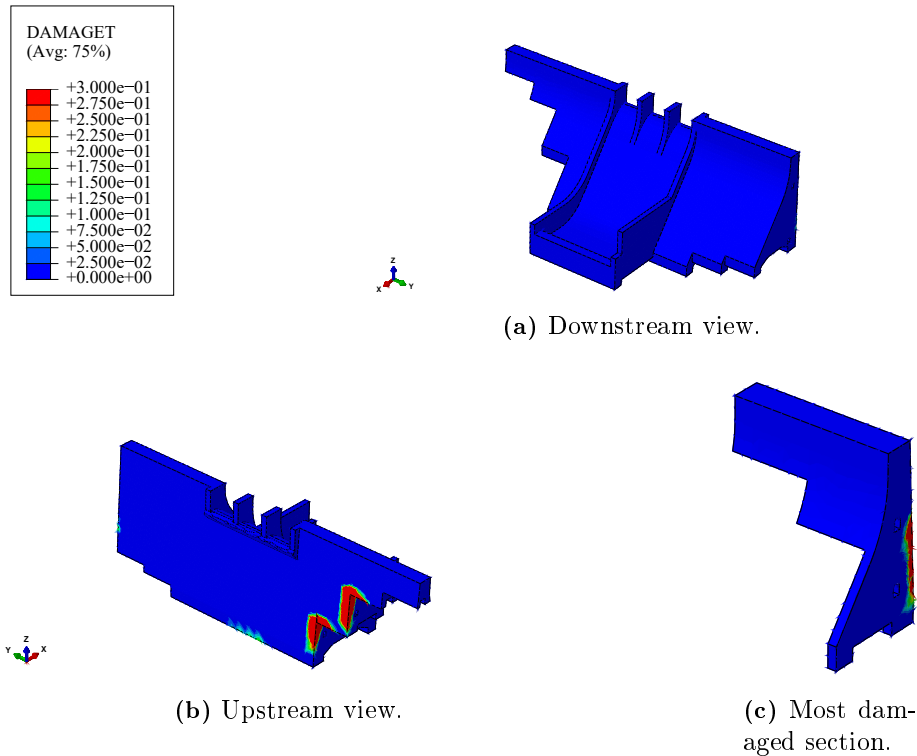 DAMAGET
(Avg: 75%)
+3.000e−01
+2.750e−01
+2.500e−01
+2.250e−01
+2.000e−01
+1.750e−01
+1.500e−01
+1.250e−01
+1.000e−01
+7.500e−02
+5.000e−02
+2.500e−02
+0.000e+00
Z
X
Y
(a) Downstream view.
Z
Y
X
(b) Upstream view.
(c) Most dam-
aged section.